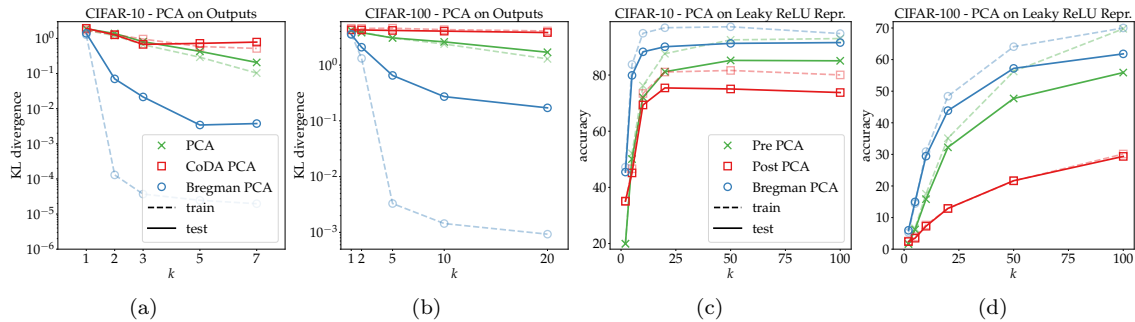 CIFAR-10 - PCA on Outputs
KL divergence
10^0
10^-1
10^-2
10^-3
10^-4
10^-5
10^-6
PCA
CoDA PCA
Bregman PCA
train
test
1 2 3 5 7
k
(a)
CIFAR-100 - PCA on Outputs
KL divergence
10^0
10^-1
10^-2
10^-3
1 2 5 10 20
k
(b)
CIFAR-10 - PCA on Leaky ReLU Repr.
accuracy
80
60
40
20
Pre PCA
Post PCA
Bregman PCA
train
test
0 25 50 75 100
k
(c)
CIFAR-100 - PCA on Leaky ReLU Repr.
accuracy
70
60
50
40
30
20
10
0
0 25 50 75 100
k
(d)